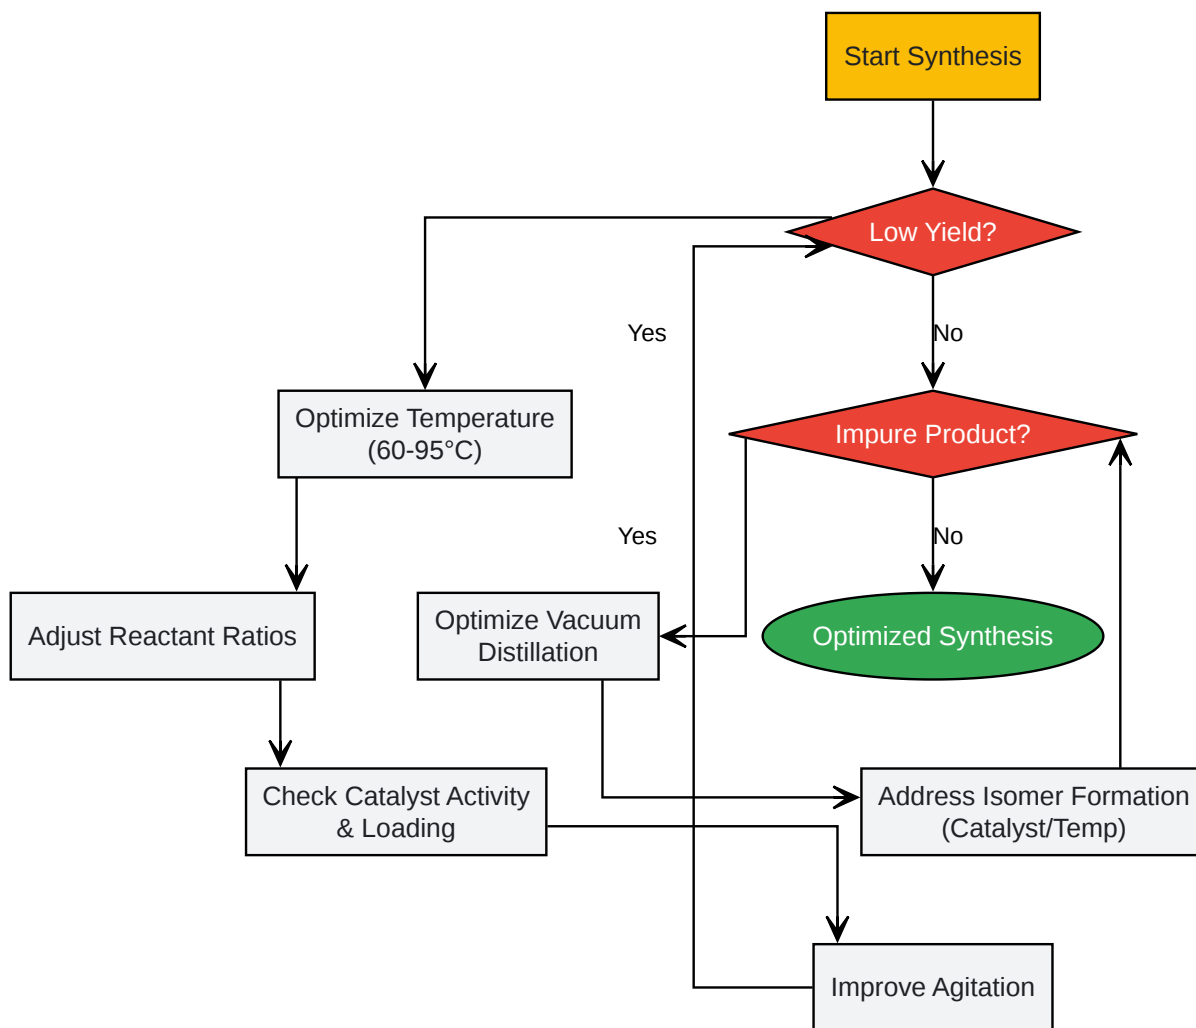 Start Synthesis
Low Yield?
Yes
No
Optimize Temperature
(60-95°C)
Impure Product?
Yes
No
Adjust Reactant Ratios
Optimize Vacuum
Distillation
Optimized Synthesis
Check Catalyst Activity
& Loading
Address Isomer Formation
(Catalyst/Temp)
Improve Agitation